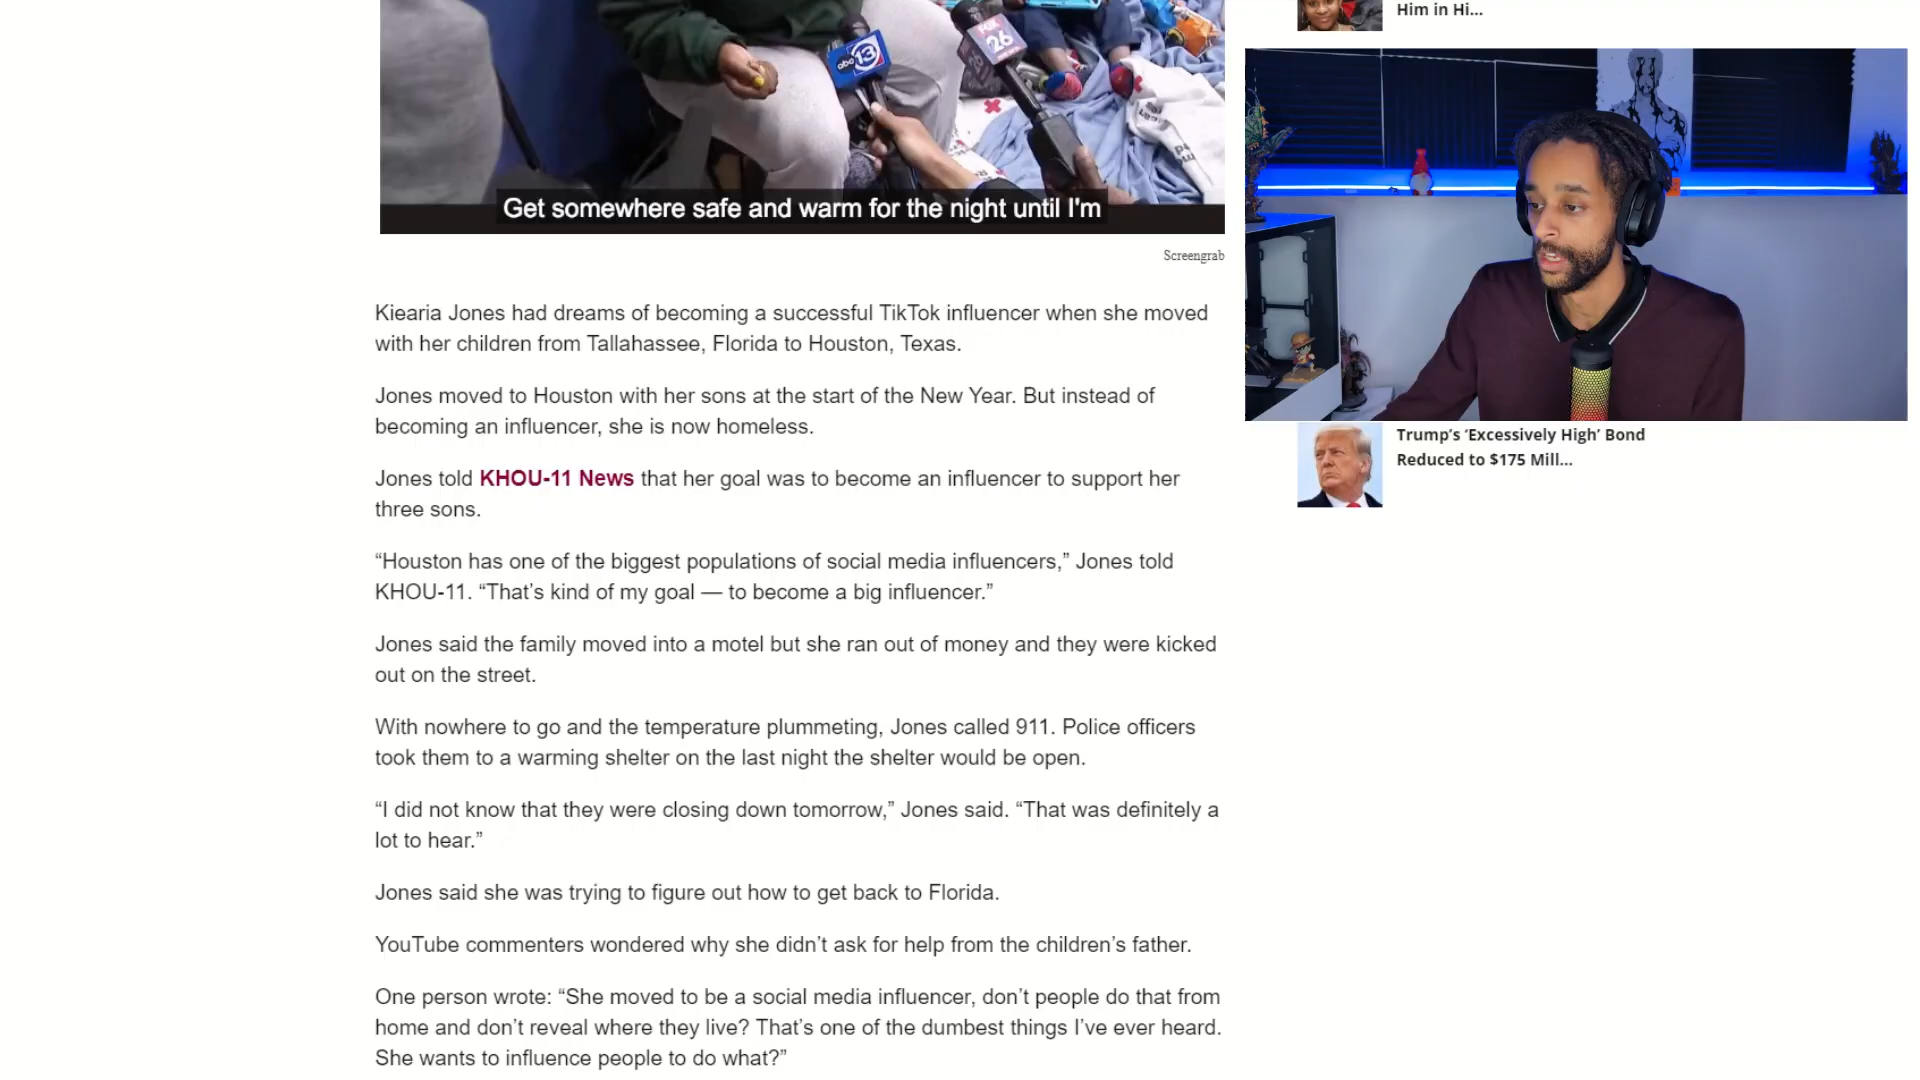 Him in Hi...
abc 13
FOX 26
Get somewhere safe and warm for the night until I'm
Screengrab
Kiearia Jones had dreams of becoming a successful TikTok influencer when she moved
with her children from Tallahassee, Florida to Houston, Texas.
Jones moved to Houston with her sons at the start of the New Year. But instead of
becoming an influencer, she is now homeless.
Jones told KHOU-11 News that her goal was to become an influencer to support her
three sons.
“Houston has one of the biggest populations of social media influencers,” Jones told
KHOU-11. “That’s kind of my goal — to become a big influencer.”
Jones said the family moved into a motel but she ran out of money and they were kicked
out on the street.
With nowhere to go and the temperature plummeting, Jones called 911. Police officers
took them to a warming shelter on the last night the shelter would be open.
“I did not know that they were closing down tomorrow,” Jones said. “That was definitely a
lot to hear.”
Jones said she was trying to figure out how to get back to Florida.
YouTube commenters wondered why she didn’t ask for help from the children’s father.
One person wrote: “She moved to be a social media influencer, don’t people do that from
home and don’t reveal where they live? That’s one of the dumbest things I’ve ever heard.
She wants to influence people to do what?”
Trump’s ‘Excessively High’ Bond
Reduced to $175 Mill...